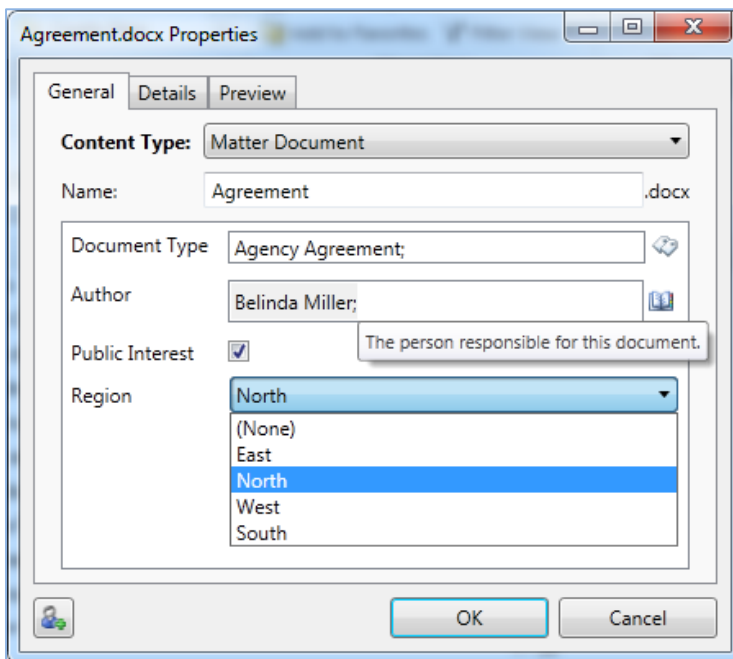 Agreement.docx Properties
General Details Preview
Content Type: Matter Document
Name: Agreement .docx
Document Type Agency Agreement;
Author Belinda Miller;
The person responsible for this document.
Public Interest
Region North
(None)
East
North
West
South
OK Cancel